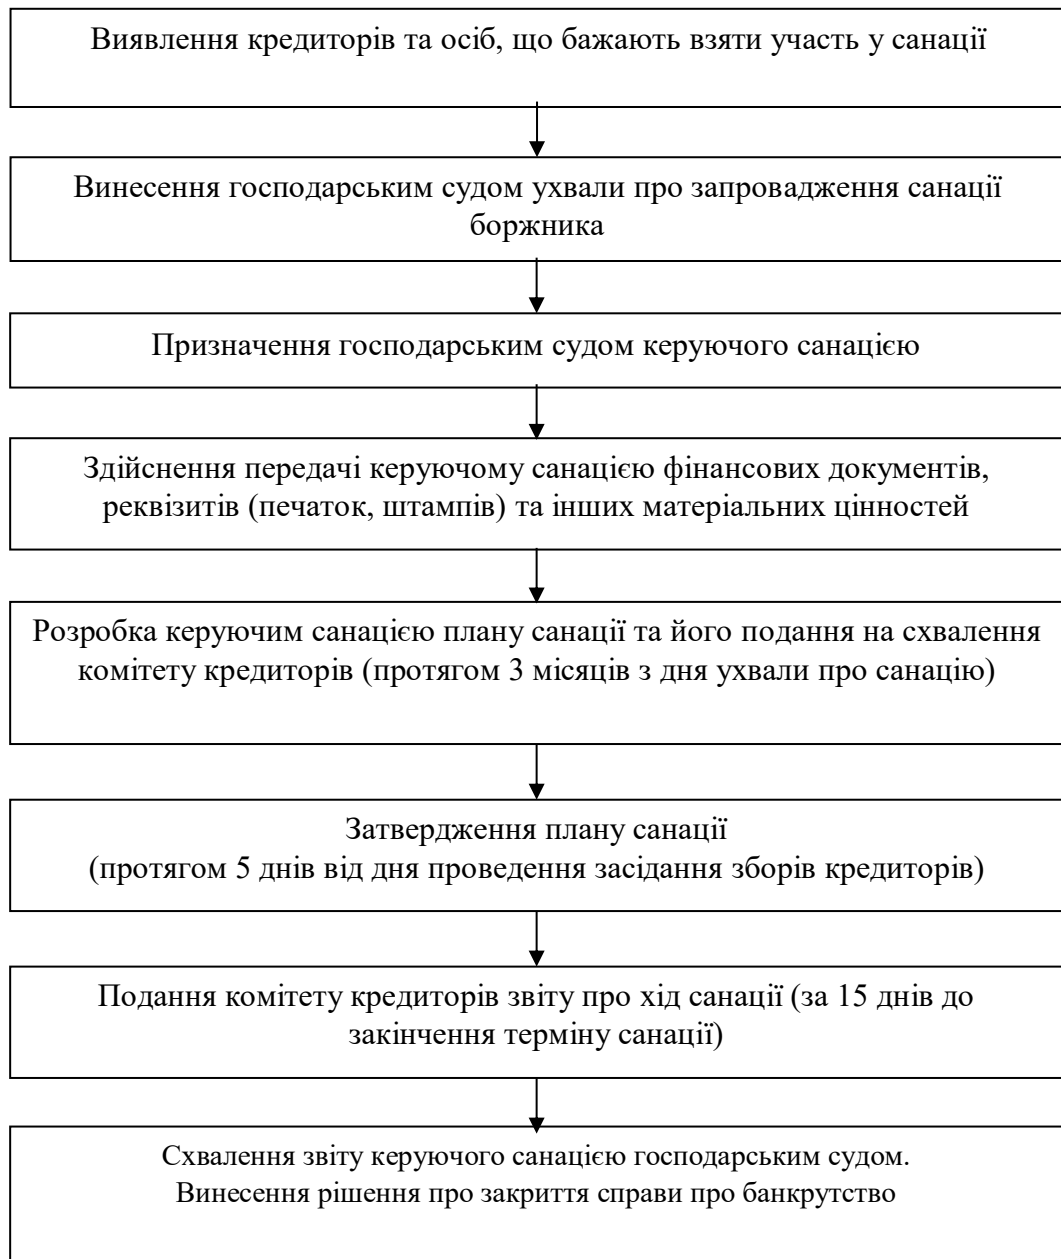 Виявлення кредиторів та осіб, що бажають взяти участь у санації
Винесення господарським судом ухвали про запровадження санації
боржника
Призначення господарським судом керуючого санацією
Здійснення передачі керуючому санацією фінансових документів,
реквізитів (печаток, штампів) та інших матеріальних цінностей
Розробка керуючим санацією плану санації та його подання на схвалення
комітету кредиторів (протягом 3 місяців з дня ухвали про санацію)
Затвердження плану санації
(протягом 5 днів від дня проведення засідання зборів кредиторів)
Подання комітету кредиторів звіту про хід санації (за 15 днів до
закінчення терміну санації)
Схвалення звіту керуючого санацією господарським судом.
Винесення рішення про закриття справи про банкрутство